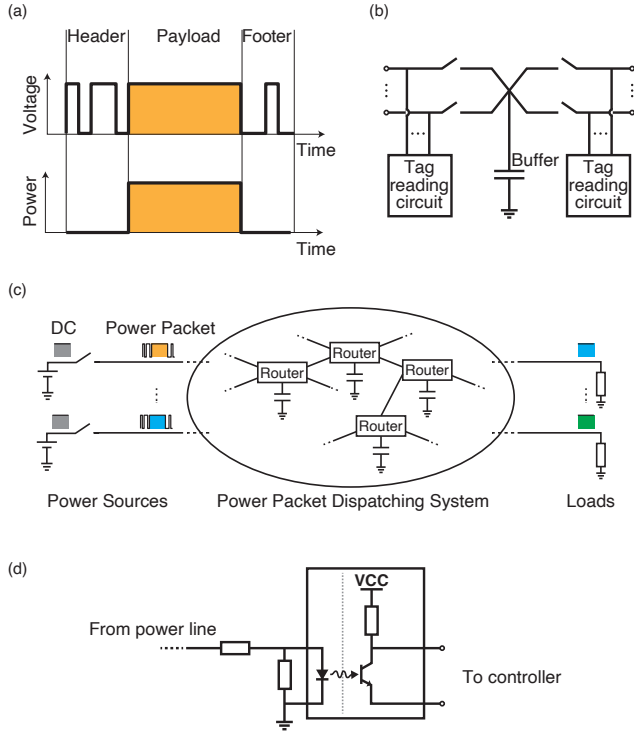 (a)
Header Payload Footer
Voltage
Time
Power
Time
(b)
Buffer
Tag
reading
circuit
Tag
reading
circuit
(c)
DC Power Packet
Router
Router
Router
Router
Power Sources Power Packet Dispatching System Loads
(d)
VCC
From power line
To controller